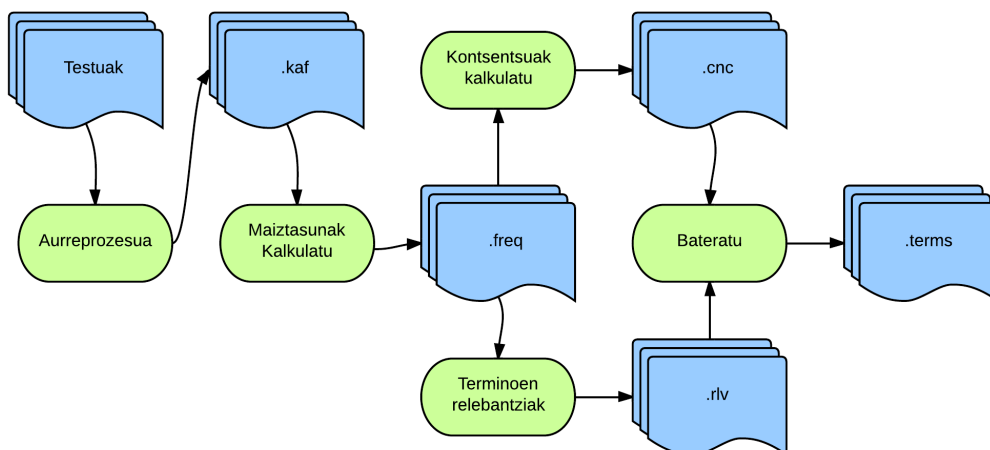 Testuak
.kaf
Kontsentsuak
kalkulatu
.cnc
Aurreprozesua
Maiztasunak
Kalkulatu
.freq
Bateratu
.terms
Terminoen
relebantziak
.rlv